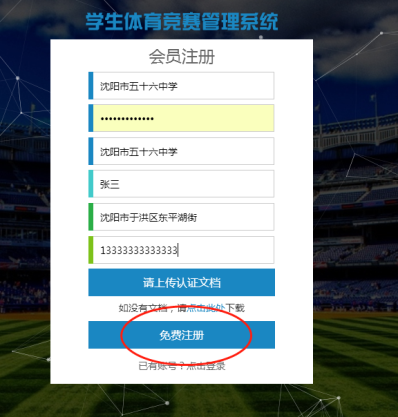 学生体育竞赛管理系统
会员注册
沈阳市五十六中学
•••••••••••••
沈阳市五十六中学
张三
沈阳市于洪区东平湖街
13333333333333
请上传认证文档
如没有文档，请点击此处下载
免费注册
已有账号？点击登录